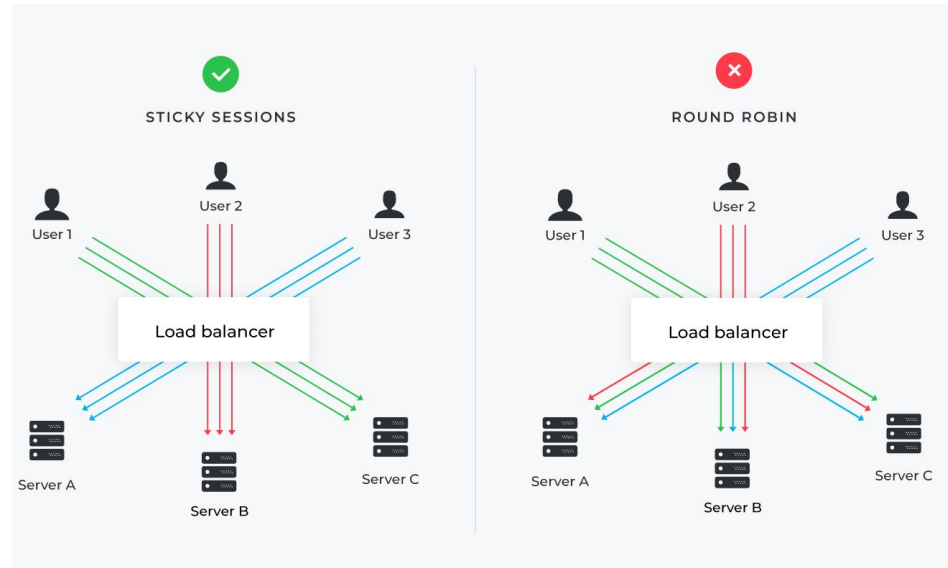 STICKY SESSIONS
User 1
User 2
User 3
Load balancer
Server A
Server B
Server C
ROUND ROBIN
User 1
User 2
User 3
Load balancer
Server A
Server B
Server C